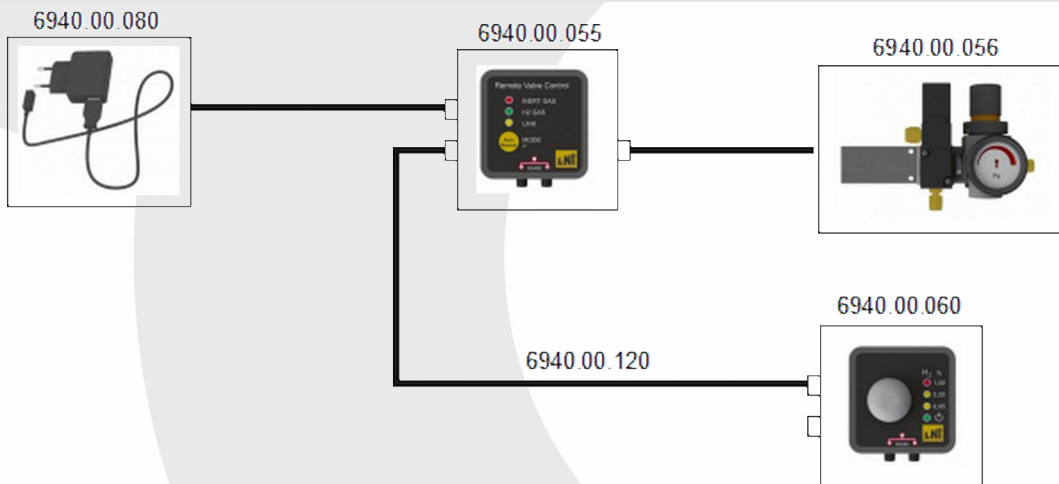 6940.00.080
6940.00.055
6940.00.056
Remote Valve Control
INERT GAS
H2 GAS
LINK
MODE
LNI
6940.00.060
6940.00.120
H₂ %
LNI